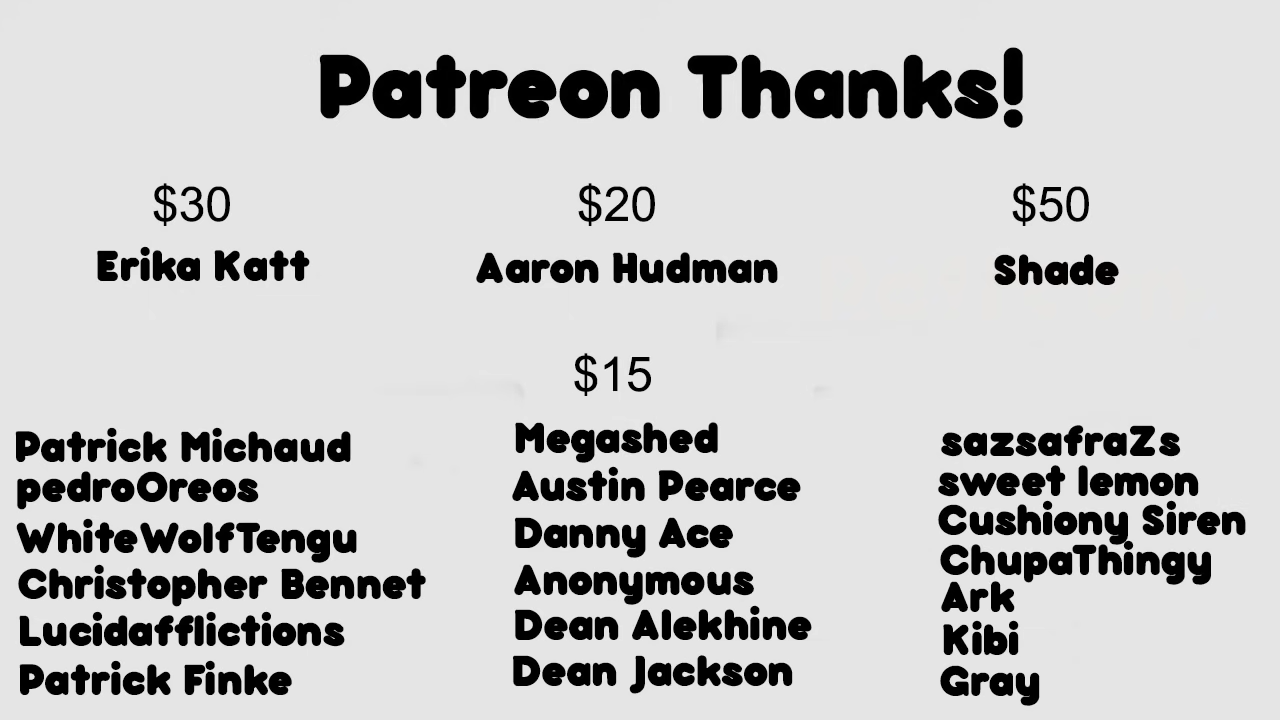 Patreon Thanks!
$30
Erika Katt
$20
Aaron Hudman
$50
Shade
$15
Patrick Michaud
pedroOreos
WhiteWolfTengu
Christopher Bennet
Lucidafflictions
Patrick Finke
Megashed
Austin Pearce
Danny Ace
Anonymous
Dean Alekhine
Dean Jackson
sazsafraZs
sweet lemon
Cushiony Siren
ChupaThingy
Ark
Kibi
Gray